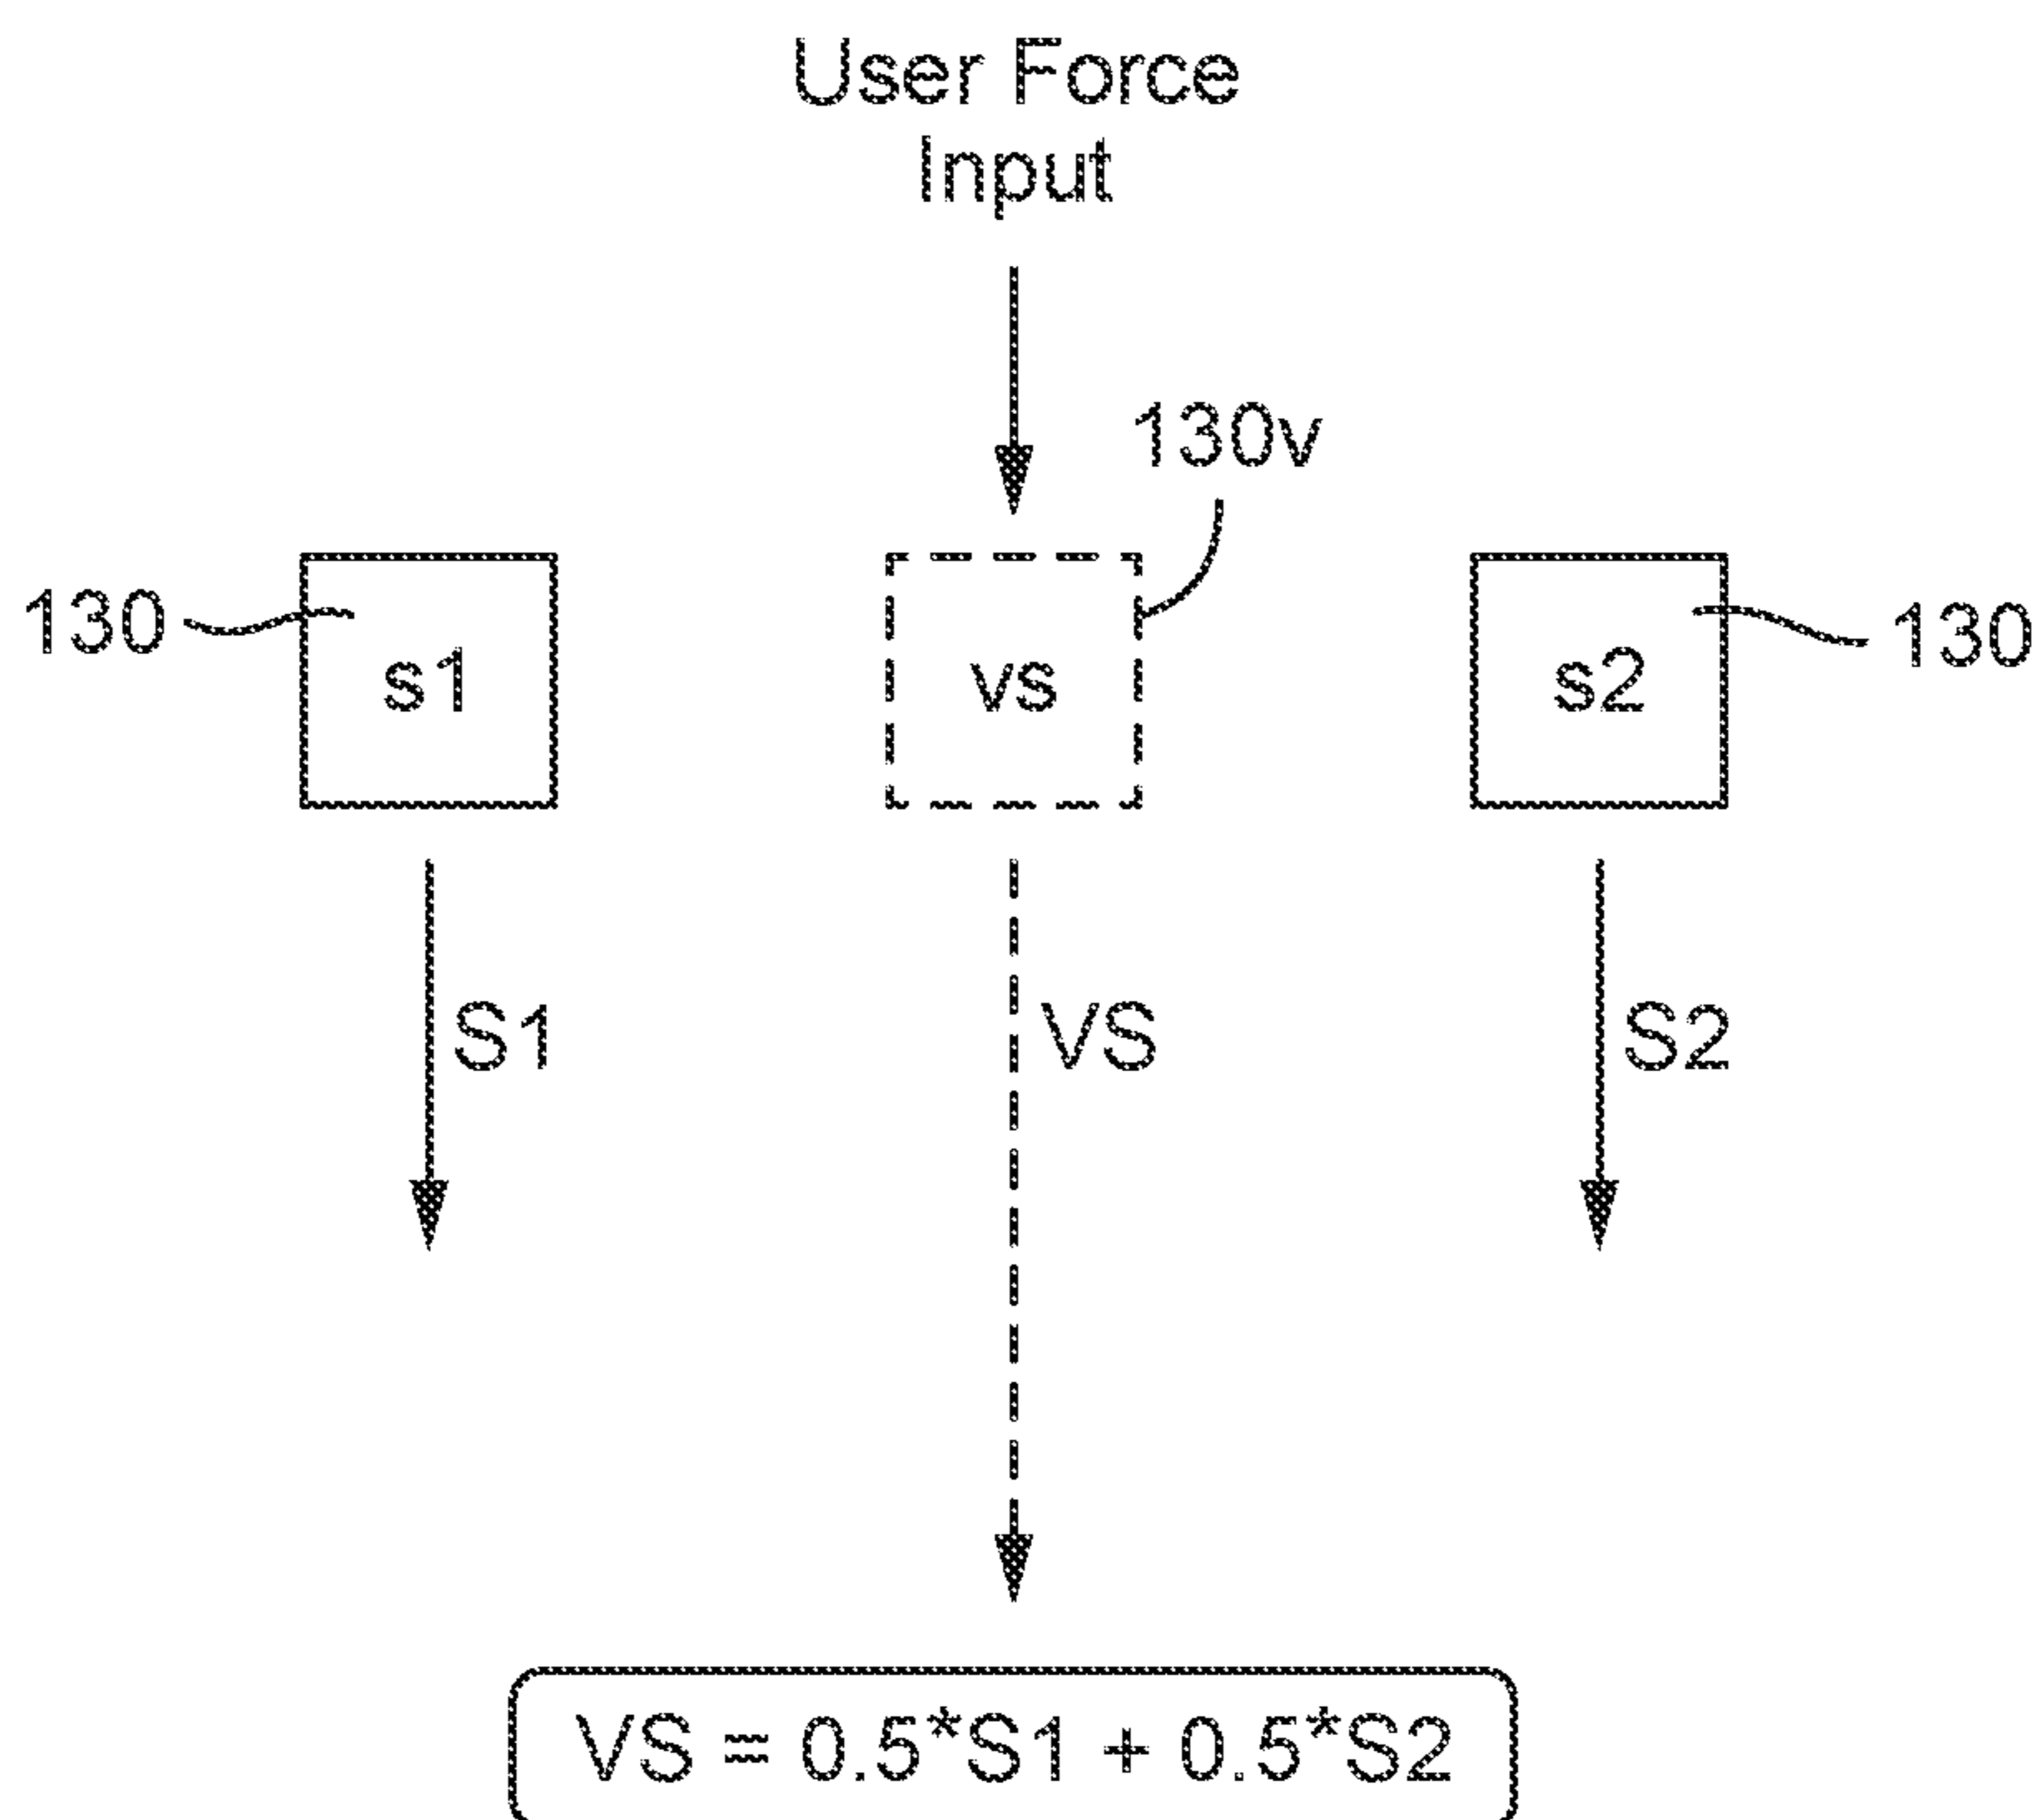 User Force
Input
130v
130
s1
vs
s2
130
S1
VS
S2
VS = 0.5*S1 + 0.5*S2